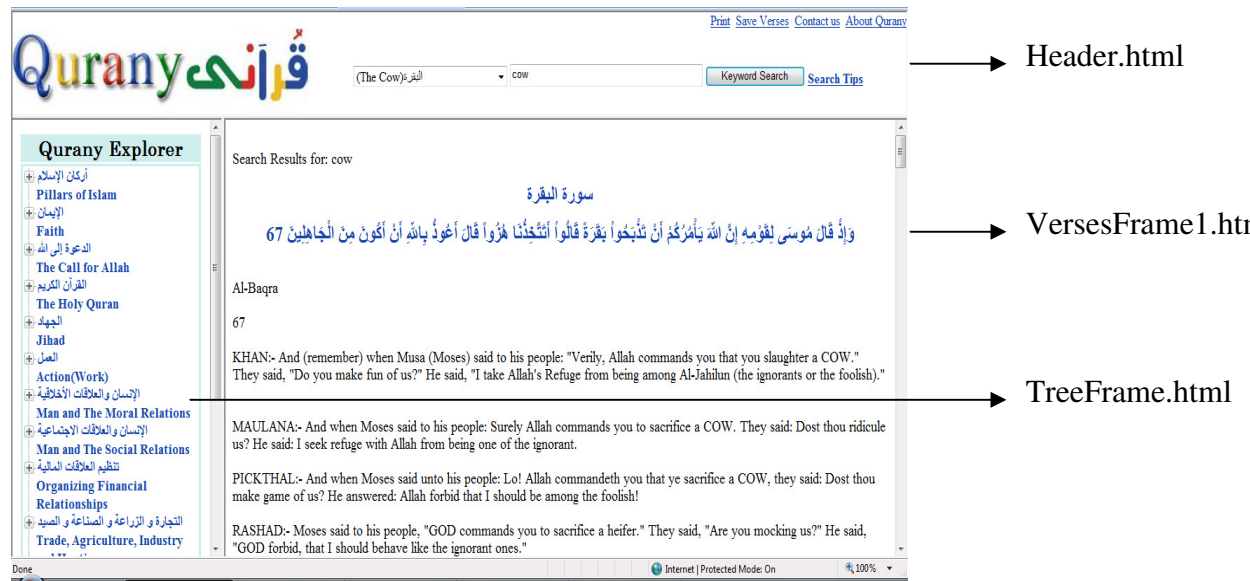 Print Save Verses Contact us About Qurany
Qurany قُرآنى
(The Cow)البقرة cow Keyword Search Search Tips
Header.html
Qurany Explorer
أركان الإسلام
Pillars of Islam
الإيمان
Faith
الدعوة إلى الله
The Call for Allah
القرآن الكريم
The Holy Quran
الجهاد
Jihad
العمل
Action(Work)
الإنسان والعلاقات الأخلاقية
Man and The Moral Relations
الإنسان والعلاقات الاجتماعية
Man and The Social Relations
تنظيم العلاقات المالية
Organizing Financial
Relationships
التجارة و الزراعة و الصناعة و الصيد
Trade, Agriculture, Industry
Search Results for: cow
سورة البقرة
وَإِذْ قَالَ مُوسَى لِقَوْمِهِ إِنَّ اللّهَ يَأْمُرُكُمْ أَنْ تَذْبَحُواْ بَقَرَةً قَالُواْ أَتَتَّخِذُنَا هُزُواً قَالَ أَعُوذُ بِاللّهِ أَنْ أَكُونَ مِنَ الْجَاهِلِينَ 67
Al-Baqra
67
KHAN:- And (remember) when Musa (Moses) said to his people: "Verily, Allah commands you that you slaughter a COW."
They said, "Do you make fun of us?" He said, "I take Allah's Refuge from being among Al-Jahilun (the ignorants or the foolish)."
MAULANA:- And when Moses said to his people: Surely Allah commands you to sacrifice a COW. They said: Dost thou ridicule
us? He said: I seek refuge with Allah from being one of the ignorant.
PICKTHAL:- And when Moses said unto his people: Lo! Allah commandeth you that ye sacrifice a COW, they said: Dost thou
make game of us? He answered: Allah forbid that I should be among the foolish!
RASHAD:- Moses said to his people, "GOD commands you to sacrifice a heifer." They said, "Are you mocking us?" He said,
"GOD forbid, that I should behave like the ignorant ones."
VersesFrame1.htm
TreeFrame.html
Done Internet | Protected Mode: On 100%